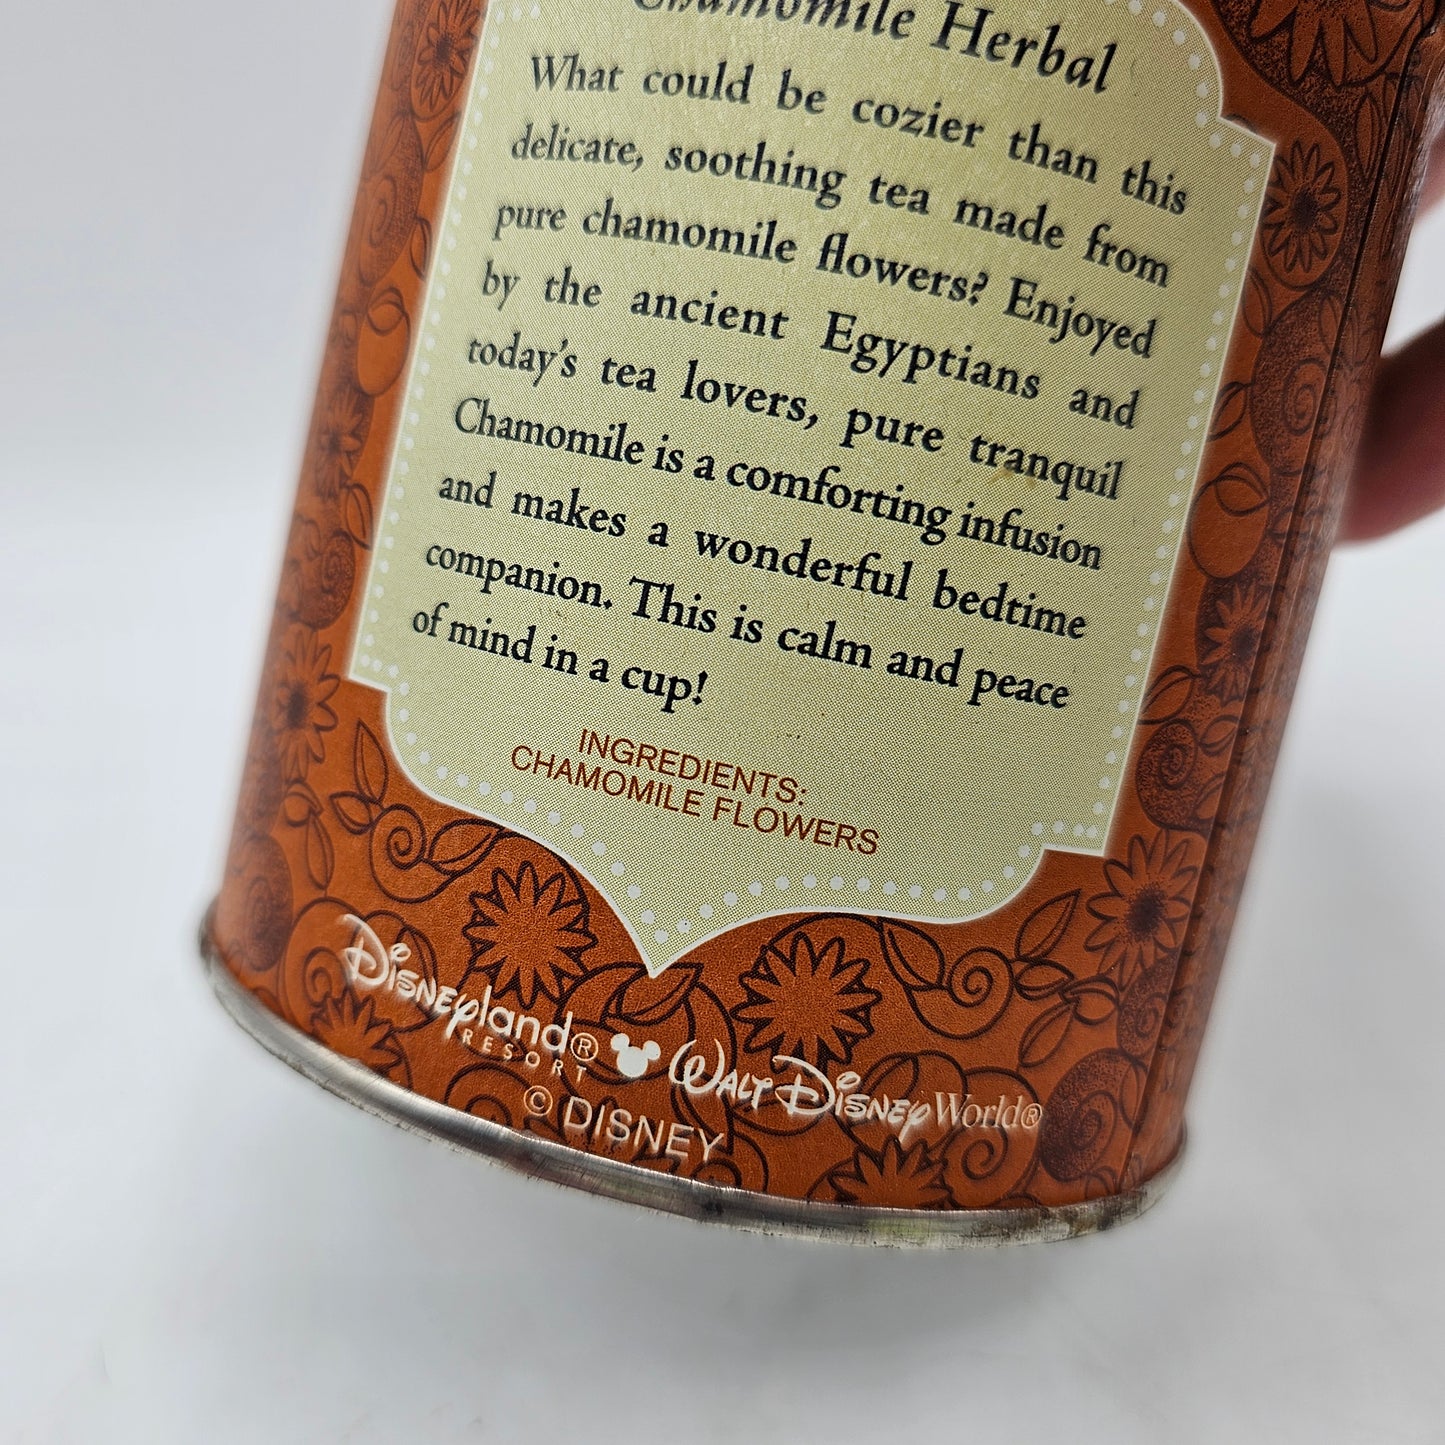 Chamomile Herbal
What could be cozier than this
delicate, soothing tea made from
pure chamomile flowers? Enjoyed
by the ancient Egyptians and
today's tea lovers, pure tranquil
Chamomile is a comforting infusion
and makes a wonderful bedtime
companion. This is calm and peace
of mind in a cup!
INGREDIENTS:
CHAMOMILE FLOWERS
Disneyland® RESORT Walt Disney World®
© DISNEY